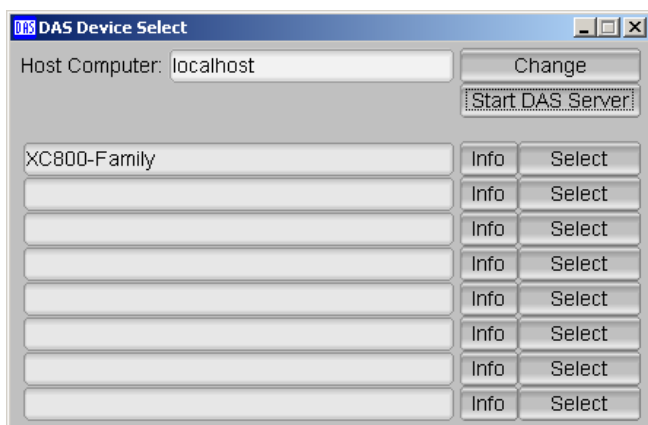 DAS DAS Device Select
Host Computer: localhost Change
Start DAS Server
XC800-Family Info Select
Info Select
Info Select
Info Select
Info Select
Info Select
Info Select
Info Select